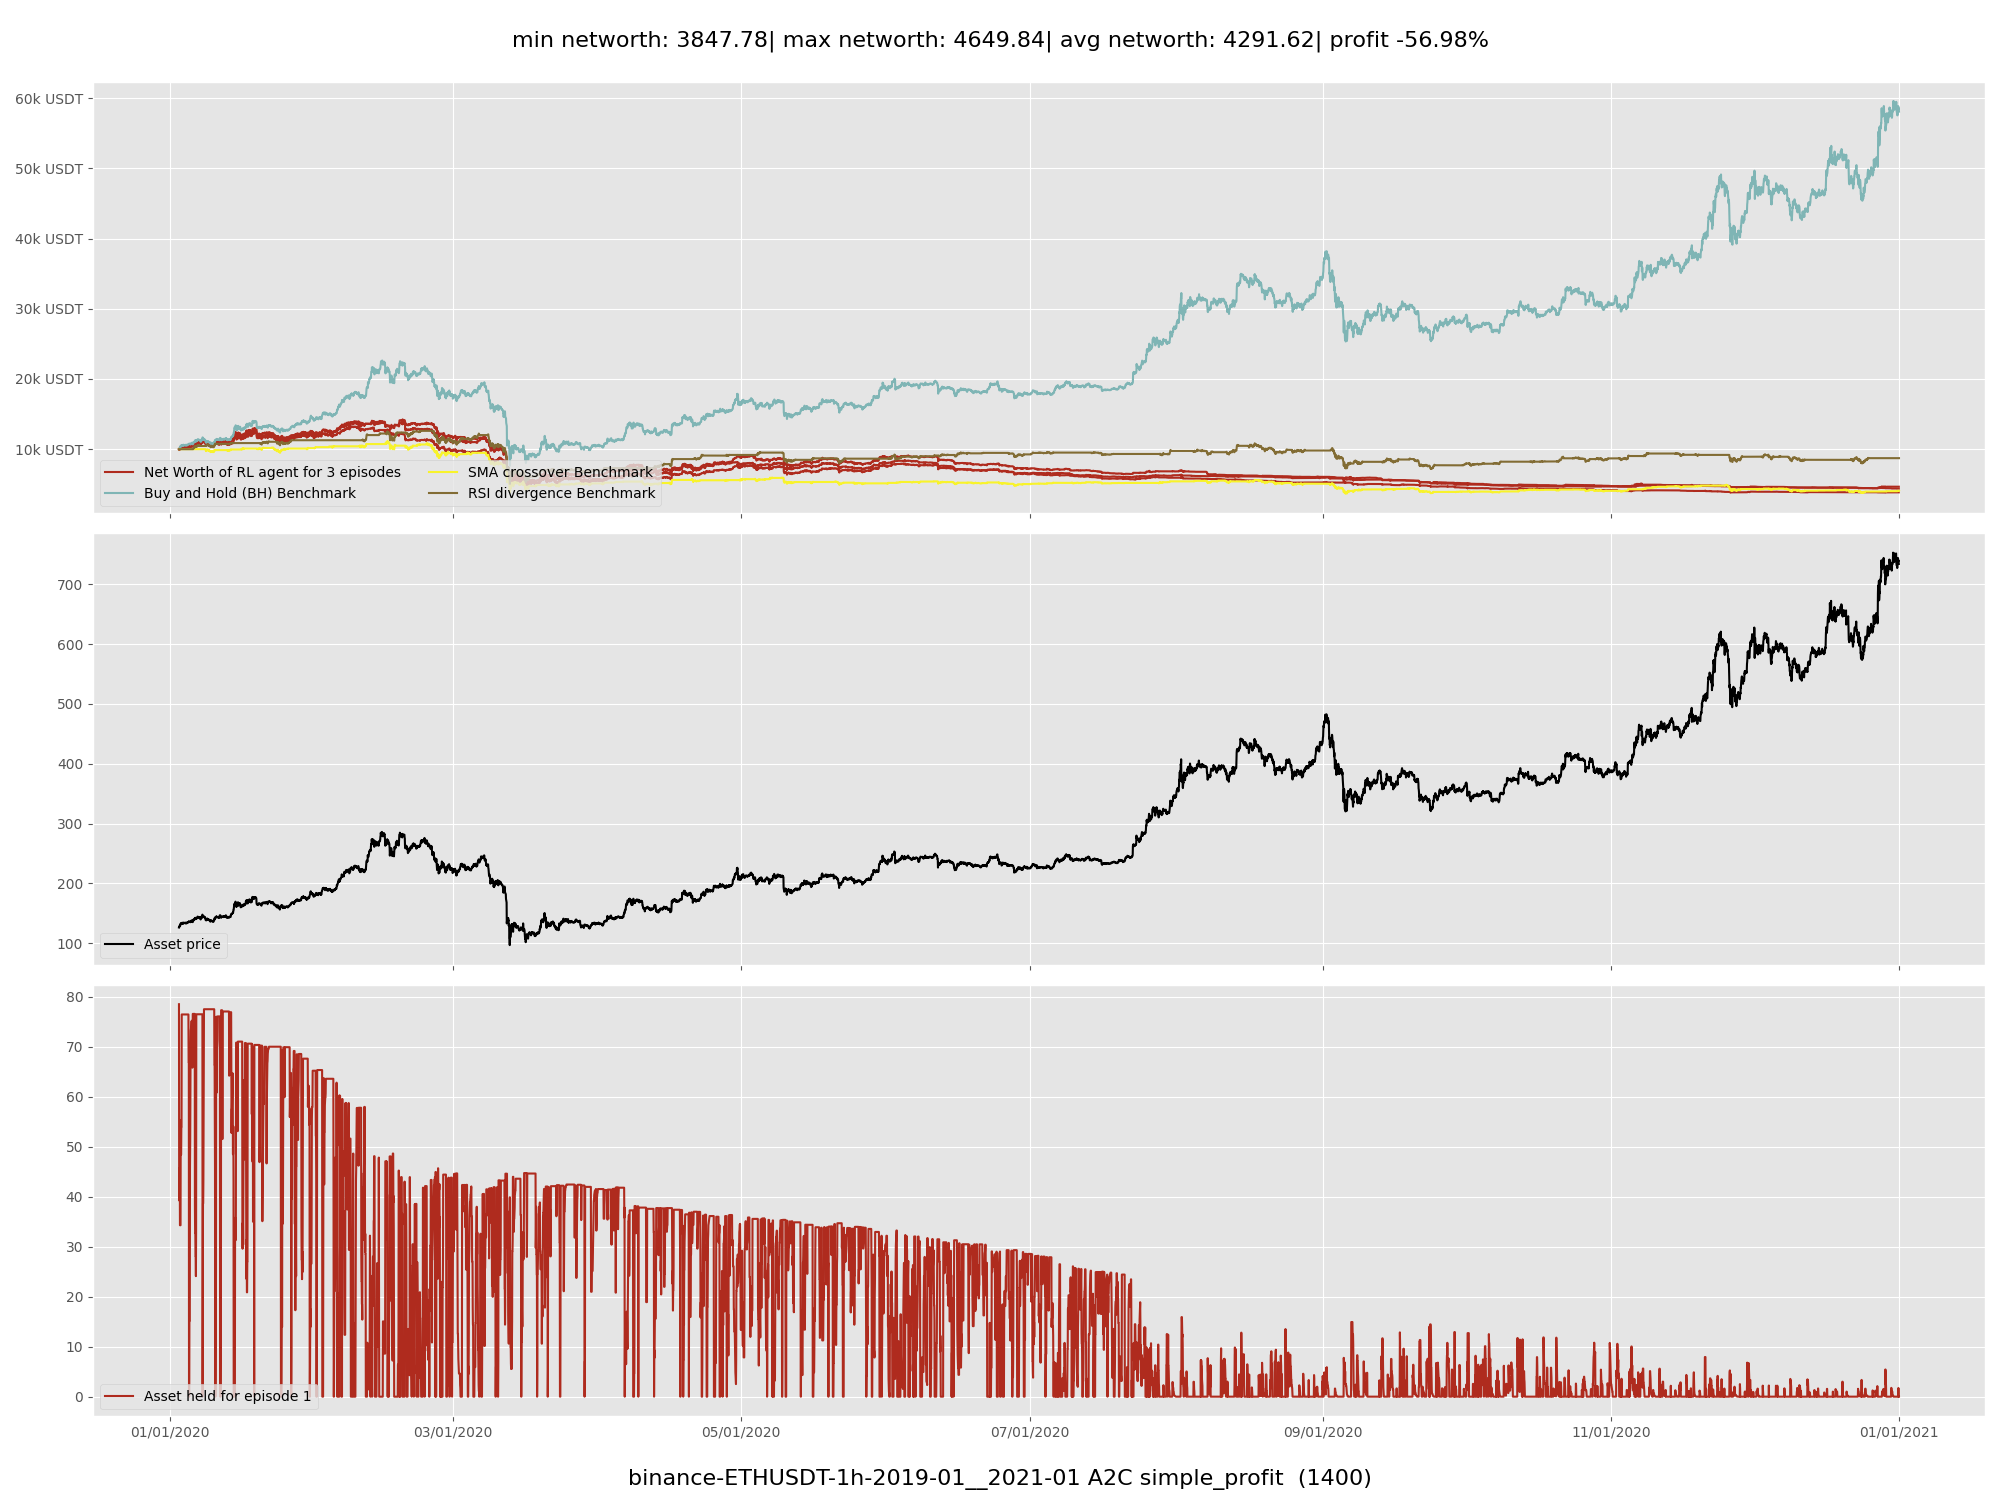 min networth: 3847.78| max networth: 4649.84| avg networth: 4291.62| profit -56.98%
60k USDT
50k USDT
40k USDT
30k USDT
20k USDT
10k USDT
Net Worth of RL agent for 3 episodes
Buy and Hold (BH) Benchmark
SMA crossover Benchmark
RSI divergence Benchmark
700
600
500
400
300
200
100
Asset price
80
70
60
50
40
30
20
10
0
Asset held for episode 1
01/01/2020 03/01/2020 05/01/2020 07/01/2020 09/01/2020 11/01/2020 01/01/2021
binance-ETHUSDT-1h-2019-01__2021-01 A2C simple_profit  (1400)